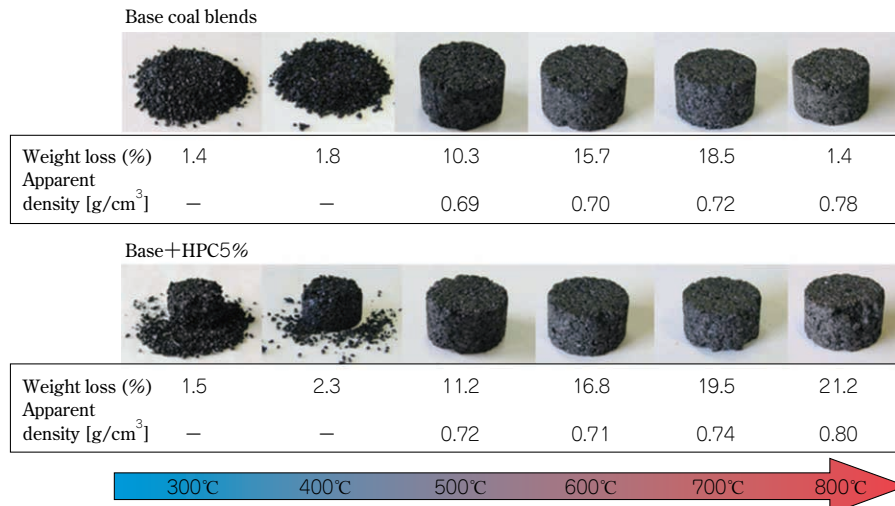 Base coal blends
Weight loss (%) 1.4 1.8 10.3 15.7 18.5 1.4
Apparent
density [g/cm³] — — 0.69 0.70 0.72 0.78
Base+HPC5%
Weight loss (%) 1.5 2.3 11.2 16.8 19.5 21.2
Apparent
density [g/cm³] — — 0.72 0.71 0.74 0.80
300℃ 400℃ 500℃ 600℃ 700℃ 800℃